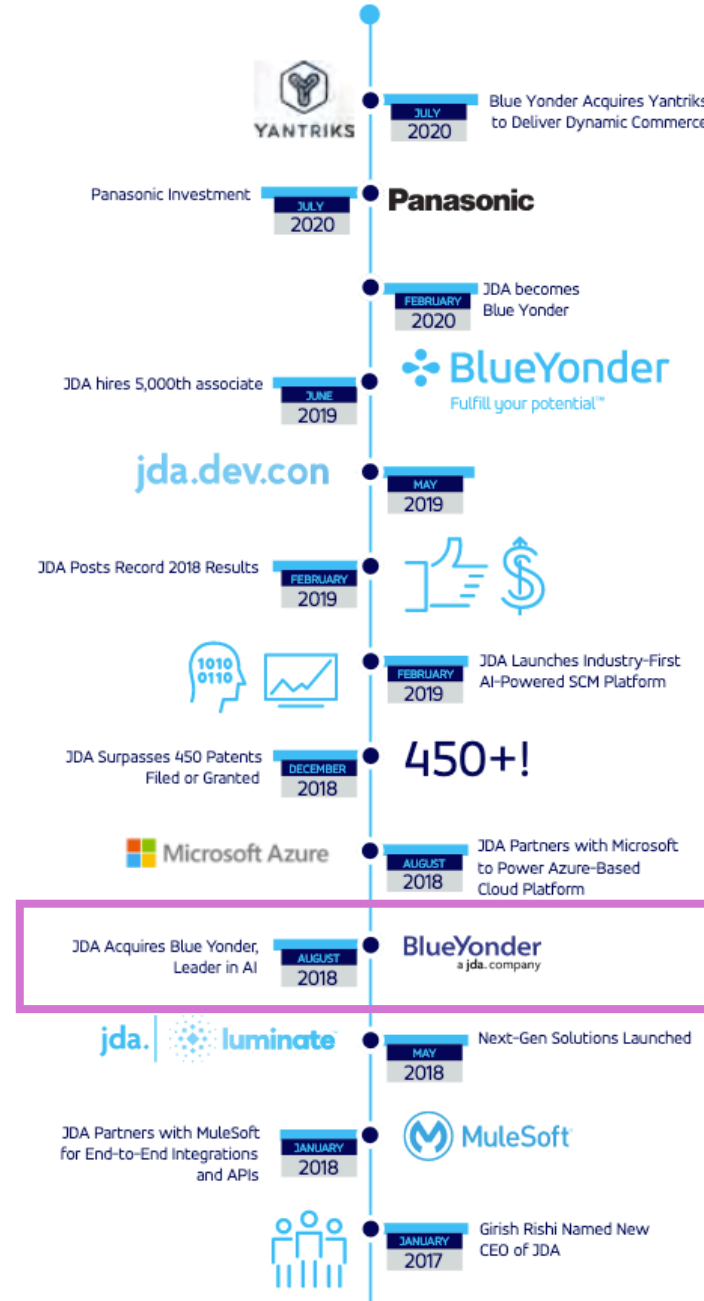 YANTRIKS
JULY
2020
Blue Yonder Acquires Yantriks
to Deliver Dynamic Commerce
Panasonic Investment
JULY
2020
Panasonic
FEBRUARY
2020
JDA becomes
Blue Yonder
BlueYonder
Fulfill your potential™
JDA hires 5,000th associate
JUNE
2019
jda.dev.con
MAY
2019
JDA Posts Record 2018 Results
FEBRUARY
2019
$
1010
0110
FEBRUARY
2019
JDA Launches Industry-First
AI-Powered SCM Platform
JDA Surpasses 450 Patents
Filed or Granted
DECEMBER
2018
450+!
Microsoft Azure
AUGUST
2018
JDA Partners with Microsoft
to Power Azure-Based
Cloud Platform
JDA Acquires Blue Yonder,
Leader in AI
AUGUST
2018
BlueYonder
a jda. company
jda. luminate
MAY
2018
Next-Gen Solutions Launched
JDA Partners with MuleSoft
for End-to-End Integrations
and APIs
JANUARY
2018
MuleSoft
JANUARY
2017
Girish Rishi Named New
CEO of JDA